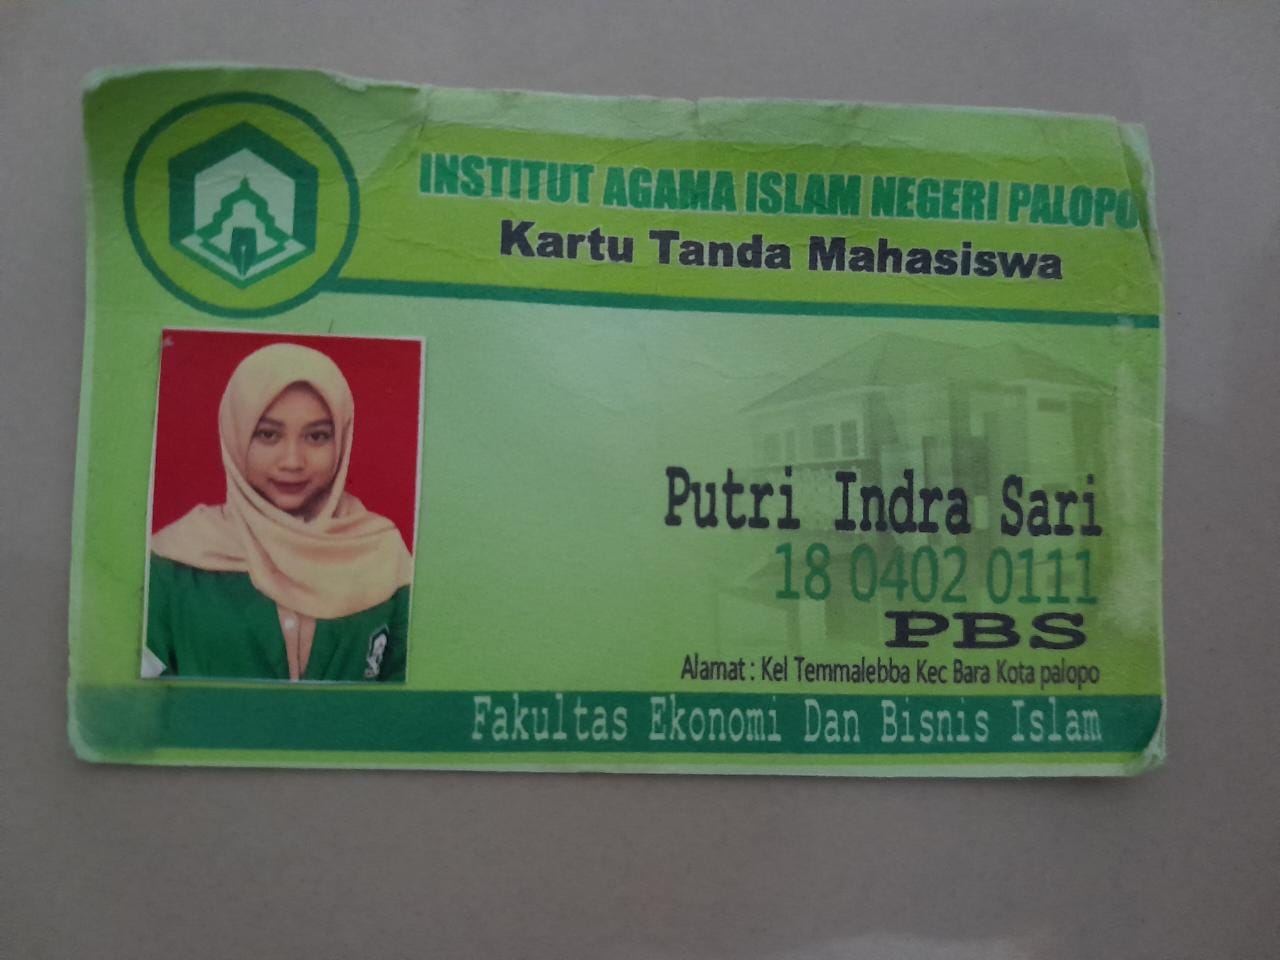 INSTITUT AGAMA ISLAM NEGERI PALOPO
Kartu Tanda Mahasiswa
Putri Indra Sari
18 0402 0111
PBS
Alamat : Kel Temmalebba Kec Bara Kota palopo
Fakultas Ekonomi Dan Bisnis Islam